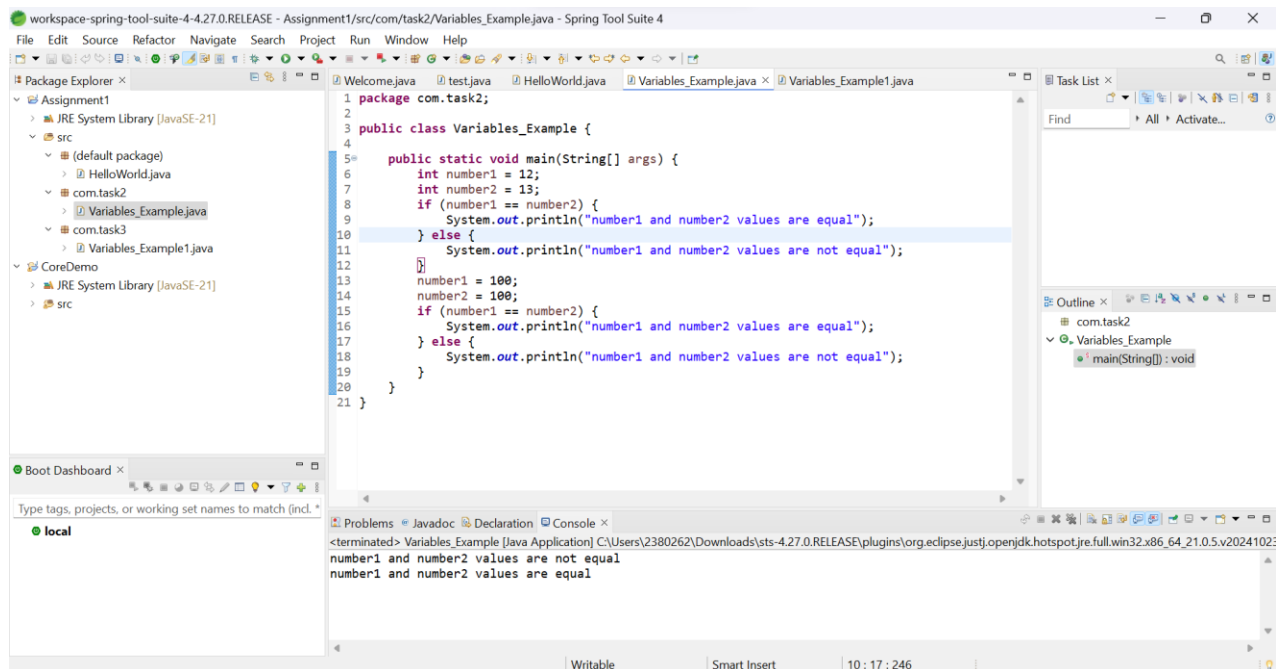 workspace-spring-tool-suite-4-4.27.0.RELEASE - Assignment1/src/com/task2/Variables_Example.java - Spring Tool Suite 4
File Edit Source Refactor Navigate Search Project Run Window Help
Package Explorer
Assignment1
JRE System Library [JavaSE-21]
src
(default package)
HelloWorld.java
com.task2
Variables_Example.java
com.task3
Variables_Example1.java
CoreDemo
JRE System Library [JavaSE-21]
src
Boot Dashboard
Type tags, projects, or working set names to match (incl. *
local
Welcome.java test.java HelloWorld.java Variables_Example.java Variables_Example1.java
1 package com.task2;
2
3 public class Variables_Example {
4
5 public static void main(String[] args) {
6 int number1 = 12;
7 int number2 = 13;
8 if (number1 == number2) {
9 System.out.println("number1 and number2 values are equal");
10 } else {
11 System.out.println("number1 and number2 values are not equal");
12 }
13 number1 = 100;
14 number2 = 100;
15 if (number1 == number2) {
16 System.out.println("number1 and number2 values are equal");
17 } else {
18 System.out.println("number1 and number2 values are not equal");
19 }
20 }
21 }
Task List
Find All Activate...
Outline
com.task2
Variables_Example
main(String[]) : void
Problems Javadoc Declaration Console
<terminated> Variables_Example [Java Application] C:\Users\2380262\Downloads\sts-4.27.0.RELEASE\plugins\org.eclipse.justj.openjdk.hotspot.jre.full.win32.x86_64_21.0.5.v20241023
number1 and number2 values are not equal
number1 and number2 values are equal
Writable Smart Insert 10 : 17 : 246